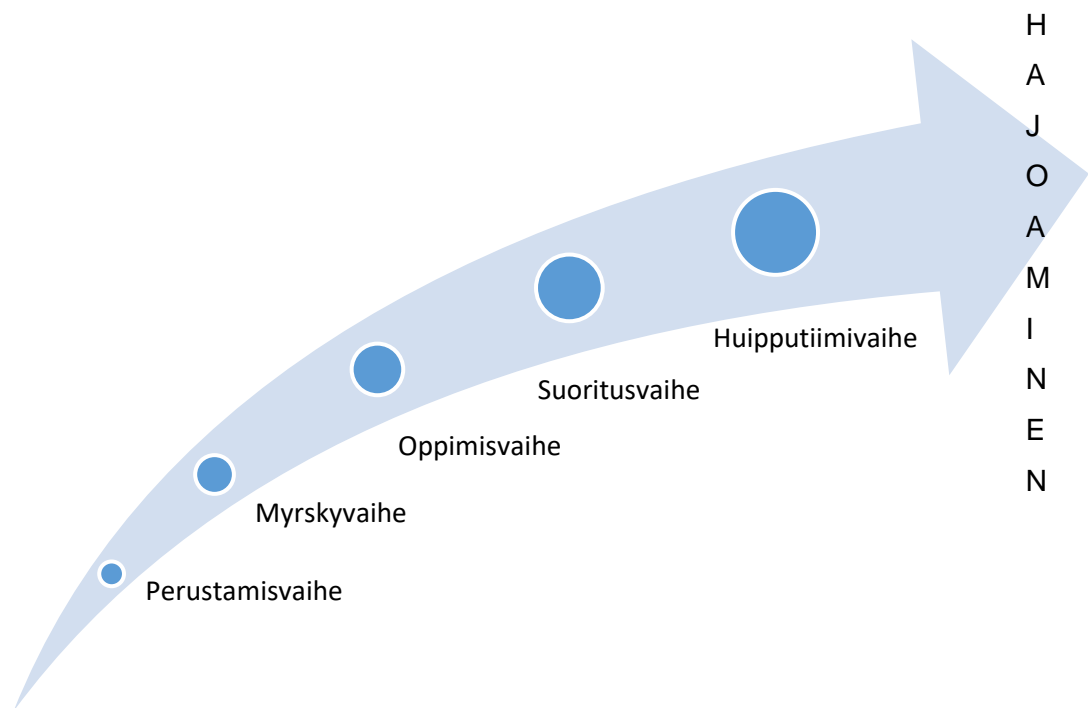 Perustamisvaihe
Myrskyvaihe
Oppimisvaihe
Suoritusvaihe
Huipputiimivaihe
H
A
J
O
A
M
I
N
E
N